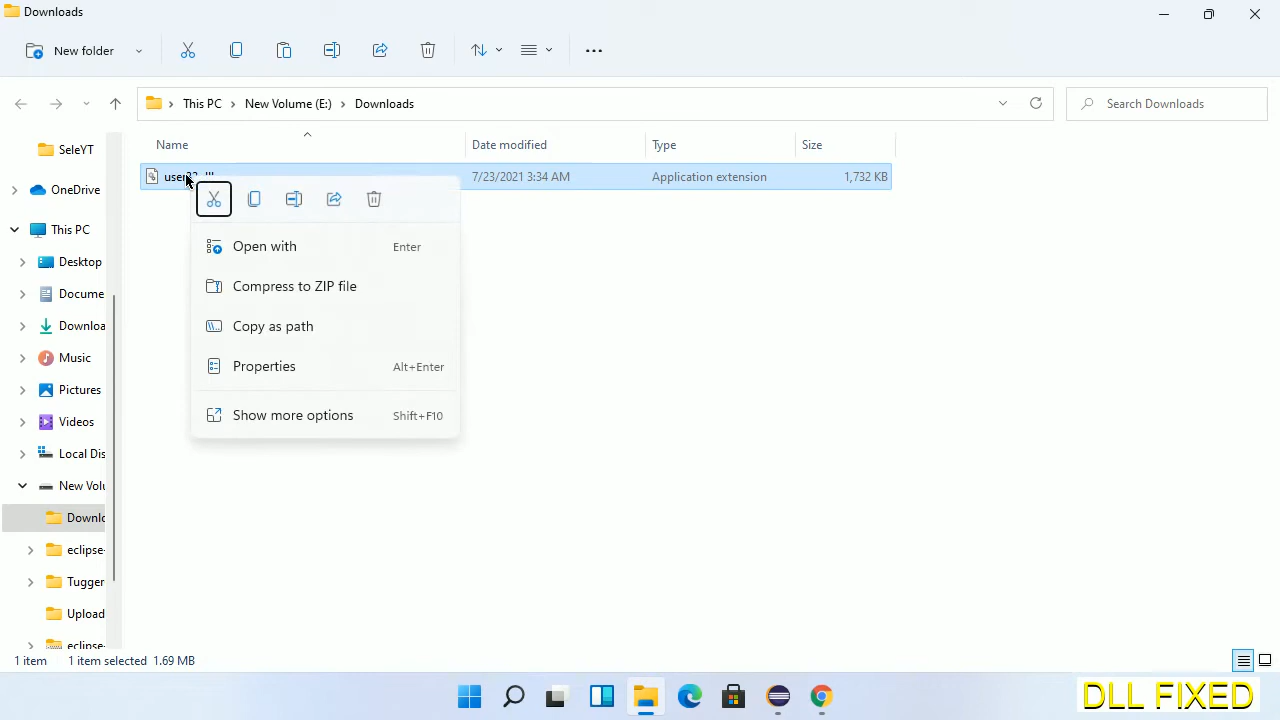 Downloads
New folder
This PC
New Volume (E:)
Downloads
Search Downloads
Name
Date modified
Type
Size
7/23/2021 3:34 AM
Application extension
1,732 KB
Open with
Enter
Compress to ZIP file
Copy as path
Properties
Alt+Enter
Show more options
Shift+F10
SeleYT
OneDrive
This PC
Desktop
Docume
Downloa
Music
Pictures
Videos
Local Dis
New Volu
Downlo
eclipse-
Tugger
Upload
eclipse-
1 item
1 item selected 1.69 MB
DLL FIXED